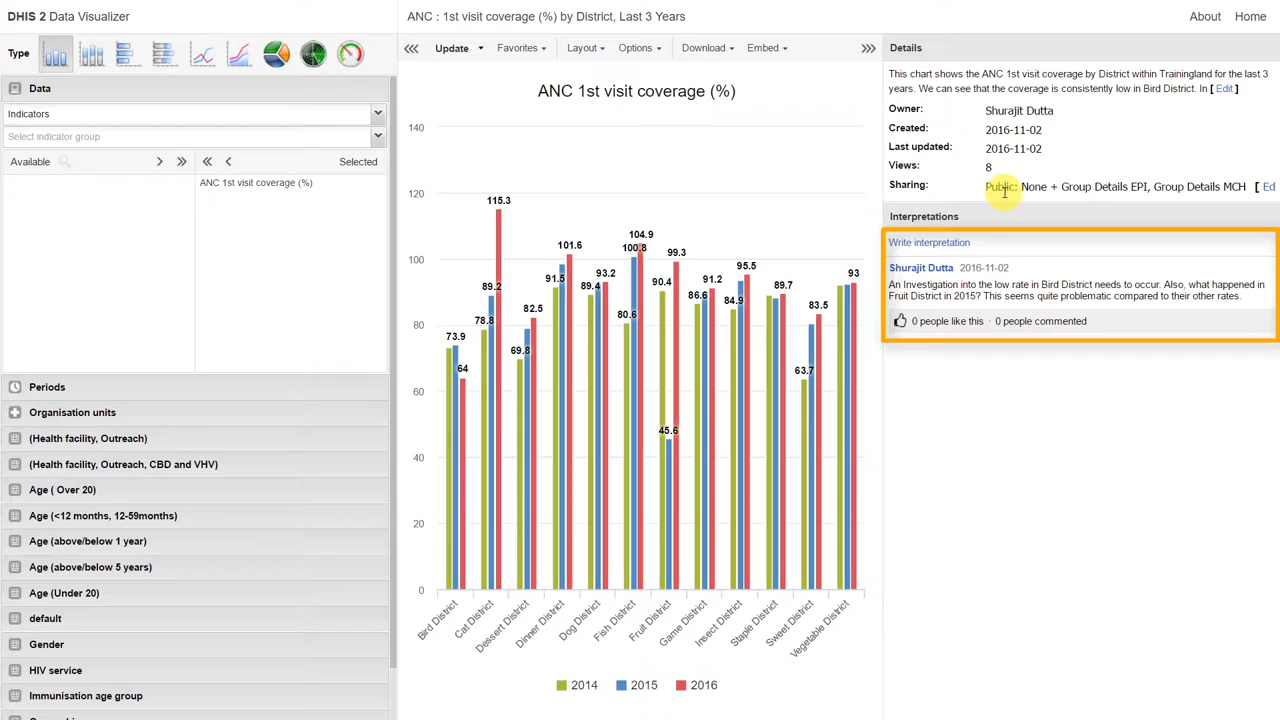 DHIS 2 Data Visualizer
ANC : 1st visit coverage (%) by District, Last 3 Years
About Home
Type
Data
Indicators
Select indicator group
Available
Selected
ANC 1st visit coverage (%)
Periods
Organisation units
(Health facility, Outreach)
(Health facility, Outreach, CBD and VHV)
Age ( Over 20)
Age (<12 months, 12-59months)
Age (above/below 1 year)
Age (above/below 5 years)
Age (Under 20)
default
Gender
HIV service
Immunisation age group
Update Favorites Layout Options Download Embed
ANC 1st visit coverage (%)
140
120
100
80
60
40
20
0
73.9
64
78.8
89.2
115.3
69.8
82.5
91.5
101.6
89.4
93.2
80.6
100.8
104.9
90.4
45.6
99.3
86.6
91.2
84.9
95.5
89.7
63.7
83.5
93
Bird District
Cat District
Dessert District
Dinner District
Dog District
Fish District
Fruit District
Game District
Insect District
Staple District
Sweet District
Vegetable District
2014 2015 2016
Details
This chart shows the ANC 1st visit coverage by District within Trainingland for the last 3
years. We can see that the coverage is consistently low in Bird District. In [ Edit ]
Owner: Shurajit Dutta
Created: 2016-11-02
Last updated: 2016-11-02
Views: 8
Sharing: Public: None + Group Details EPI, Group Details MCH [ Ed
Interpretations
Write interpretation
Shurajit Dutta 2016-11-02
An Investigation into the low rate in Bird District needs to occur. Also, what happened in
Fruit District in 2015? This seems quite problematic compared to their other rates.
0 people like this · 0 people commented